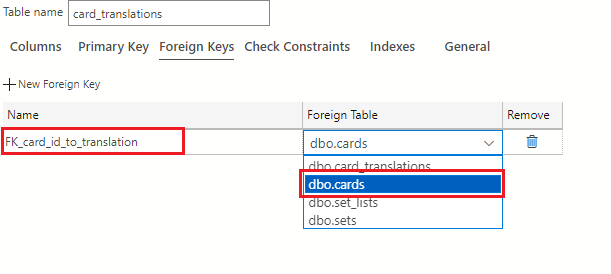 Table name card_translations
Columns Primary Key Foreign Keys Check Constraints Indexes General
+ New Foreign Key
Name Foreign Table Remove
FK_card_id_to_translation dbo.cards
dbo.card_translations
dbo.cards
dbo.set_lists
dbo.sets